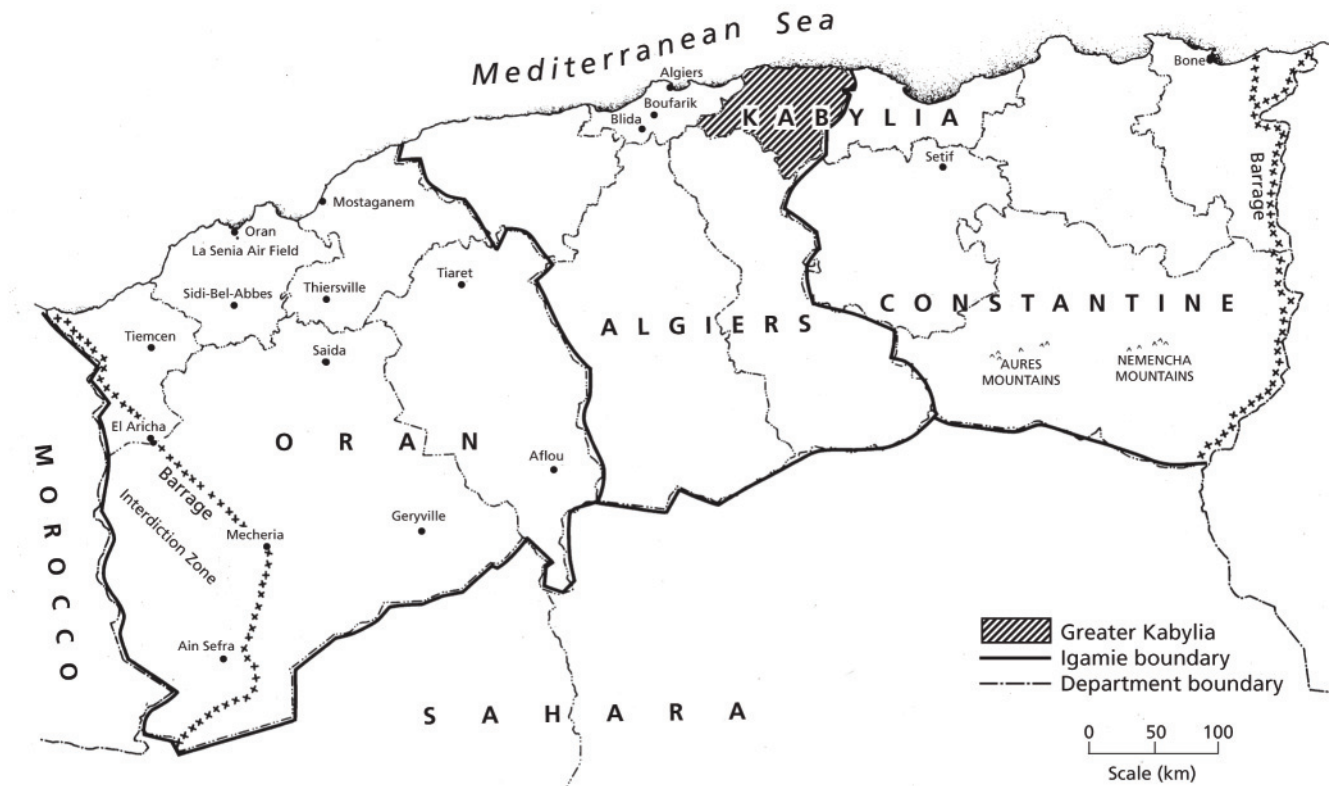 Mediterranean Sea
Bone
Algiers
Boufarik
Blida
KABYLIA
Setif
Barrage
Mostaganem
Oran
La Senia Air Field
Tiaret
Thiersville
Sidi-Bel-Abbes
CONSTANTINE
ALGIERS
Tiemcen
Saida
AURES
MOUNTAINS
NEMENCHA
MOUNTAINS
El Aricha
ORAN
MOROCCO
Aflou
Barrage
Interdiction Zone
Geryville
Mecheria
Ain Sefra
SAHARA
Greater Kabylia
Igamie boundary
Department boundary
0 50 100
Scale (km)